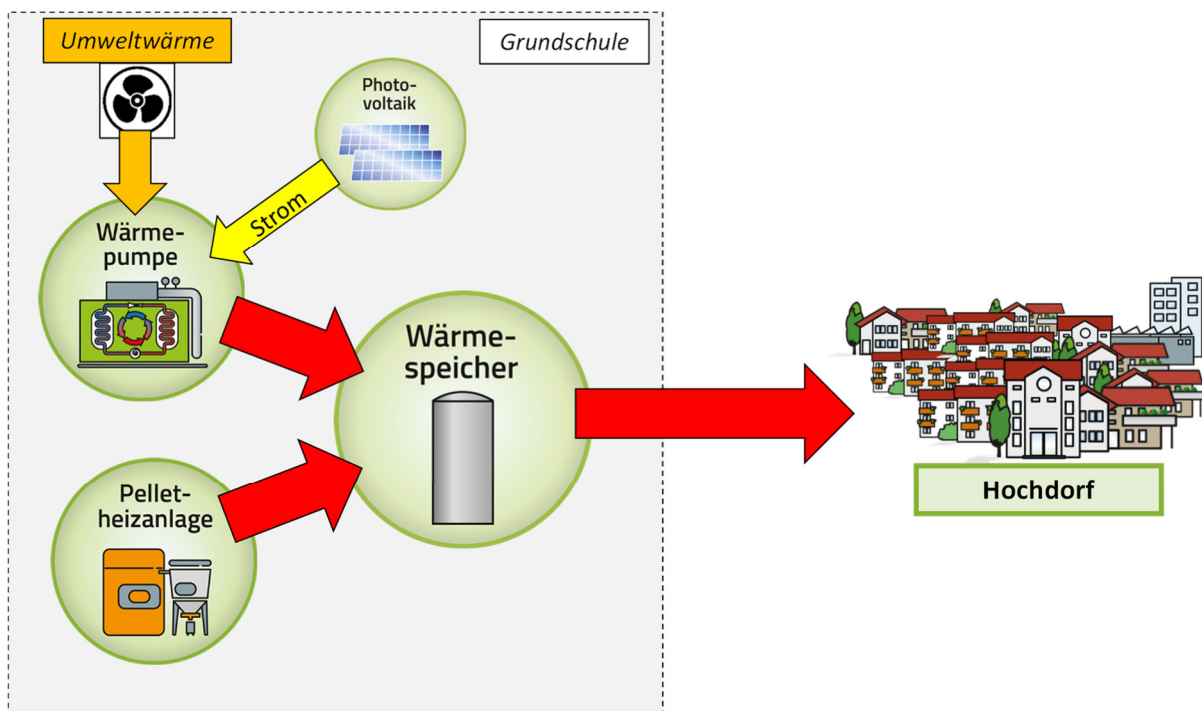 Umweltwärme
Grundschule
Photo-
voltaik
Strom
Wärme-
pumpe
Wärme-
speicher
Pellet-
heizanlage
Hochdorf